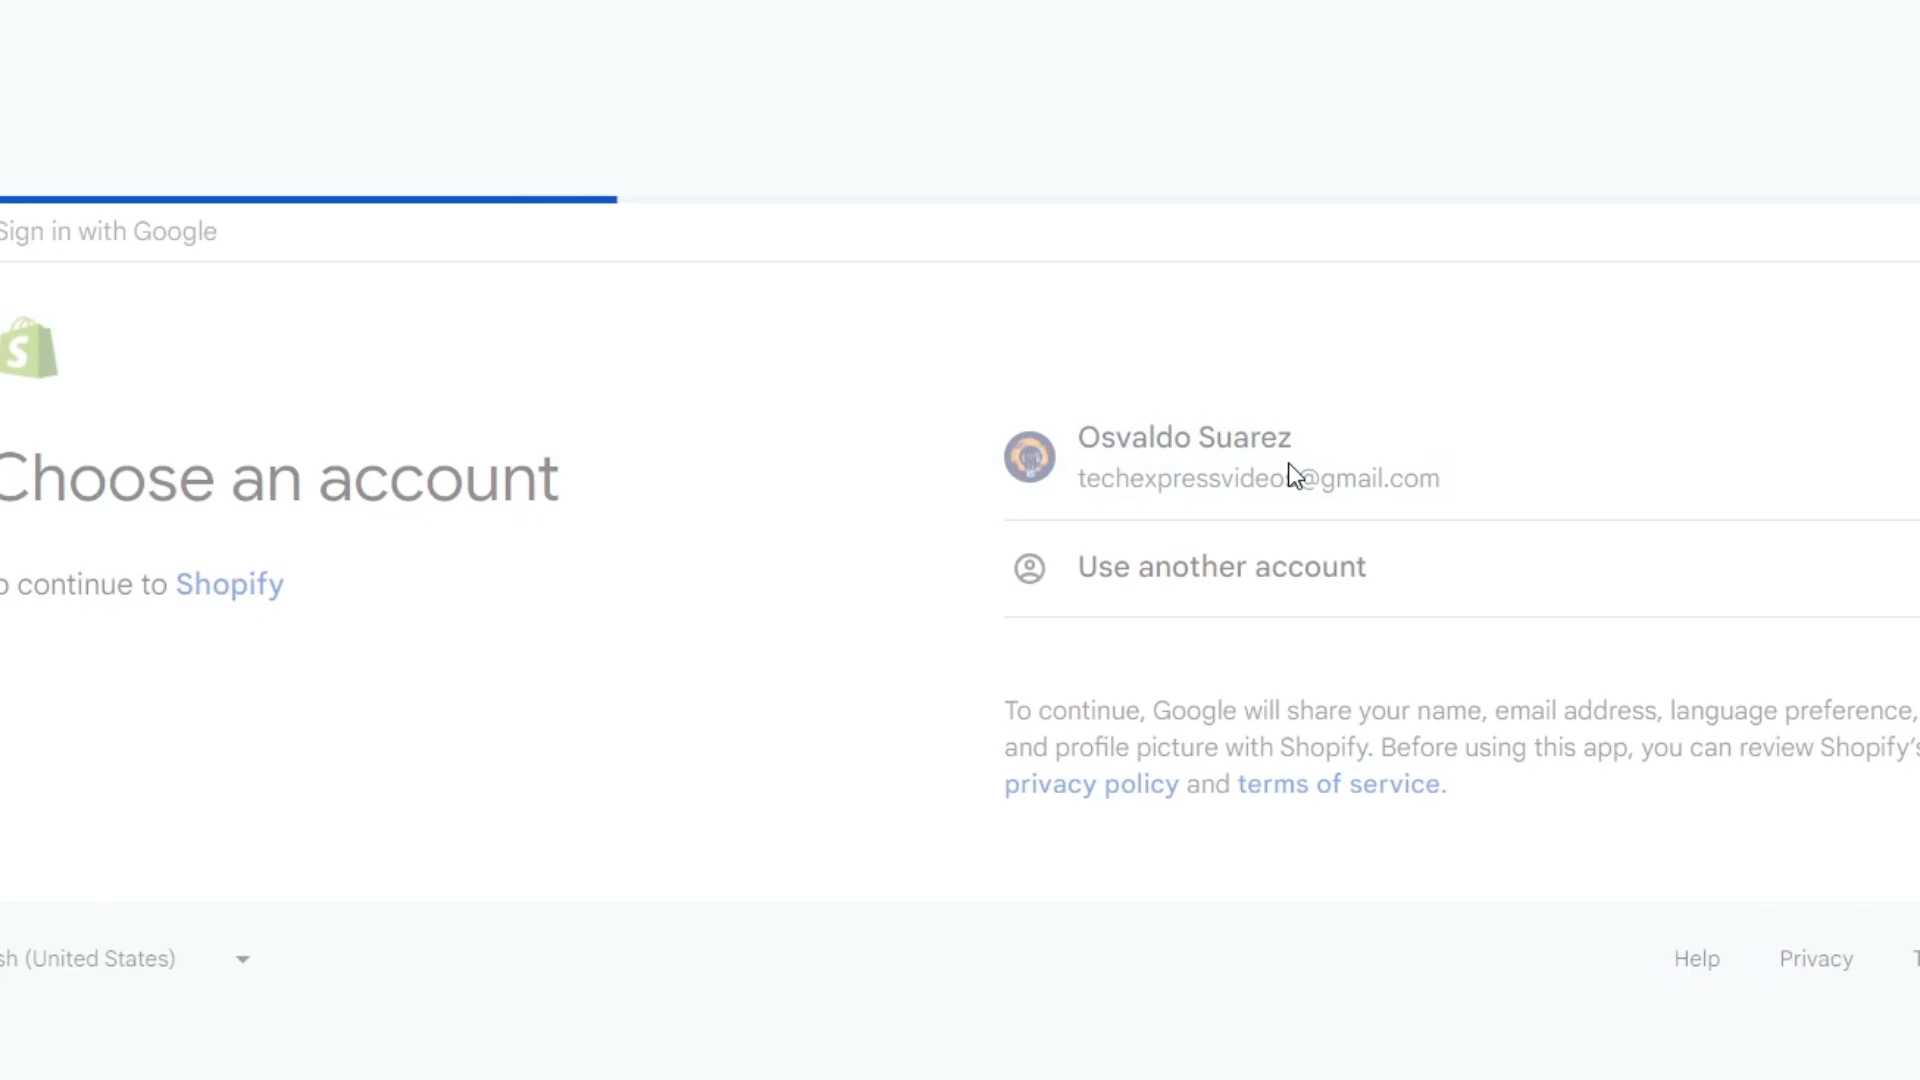 Sign in with Google
S
Choose an account
continue to Shopify
Osvaldo Suarez
@gmail.com
Use another account
To continue, Google will share your name, email address, language preference,
and profile picture with Shopify. Before using this app, you can review Shopify's
privacy policy and terms of service.
(United States)
Help Privacy